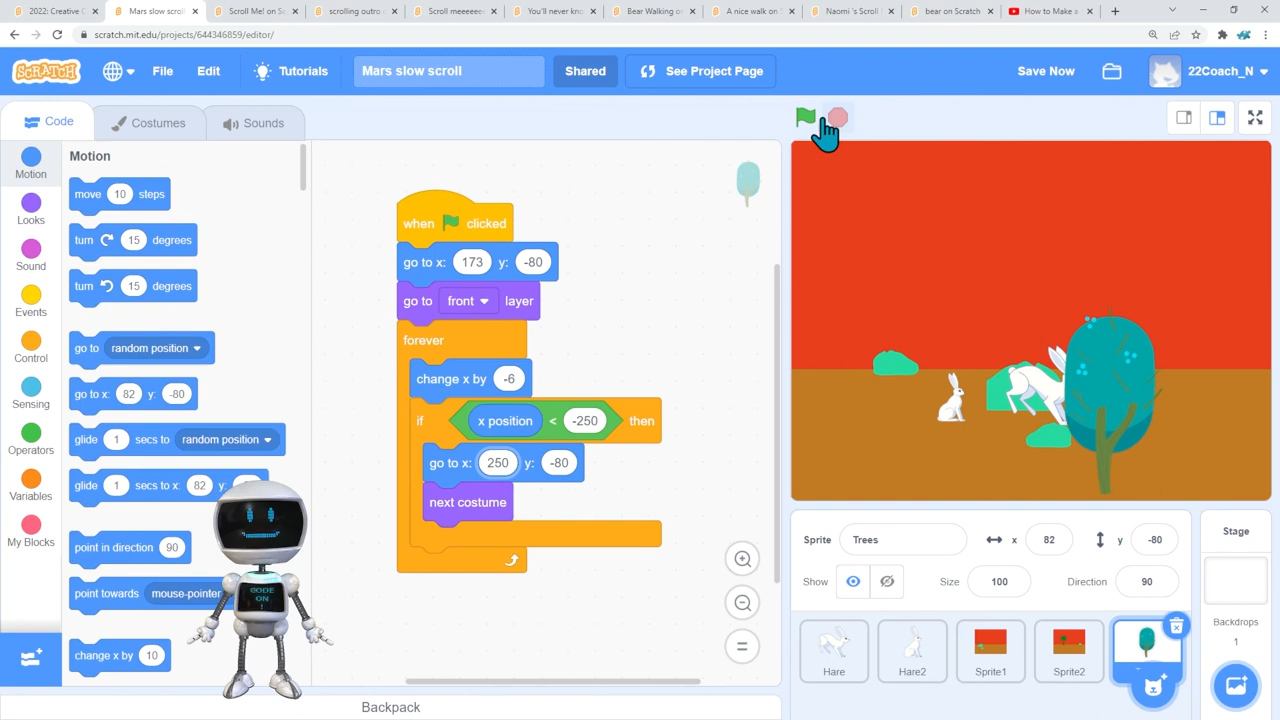 2022: Creative C
Mars slow scroll
Scroll Me! on Sc
scrolling outro c
Scroll meeeeee
You'll never kno
Bear Walking on
A nice walk on S
Naomi 's Scroll
bear on Scratch
How to Make a
scratch.mit.edu/projects/644346859/editor/
SCRATCH
File
Edit
Tutorials
Mars slow scroll
Shared
See Project Page
Save Now
22Coach_N
Code
Costumes
Sounds
Motion
Looks
Sound
Events
Control
Sensing
Operators
Variables
My Blocks
Motion
move 10 steps
turn 15 degrees
turn 15 degrees
go to random position
go to x: 82 y: -80
glide 1 secs to random position
glide 1 secs to x: 82 y:
point in direction 90
point towards mouse-pointer
change x by 10
CODE
ON
!
when clicked
go to x: 173 y: -80
go to front layer
forever
change x by -6
if x position < -250 then
go to x: 250 y: -80
next costume
Sprite Trees x 82 y -80
Show Size 100 Direction 90
Hare
Hare2
Sprite1
Sprite2
Stage
Backdrops
1
Backpack